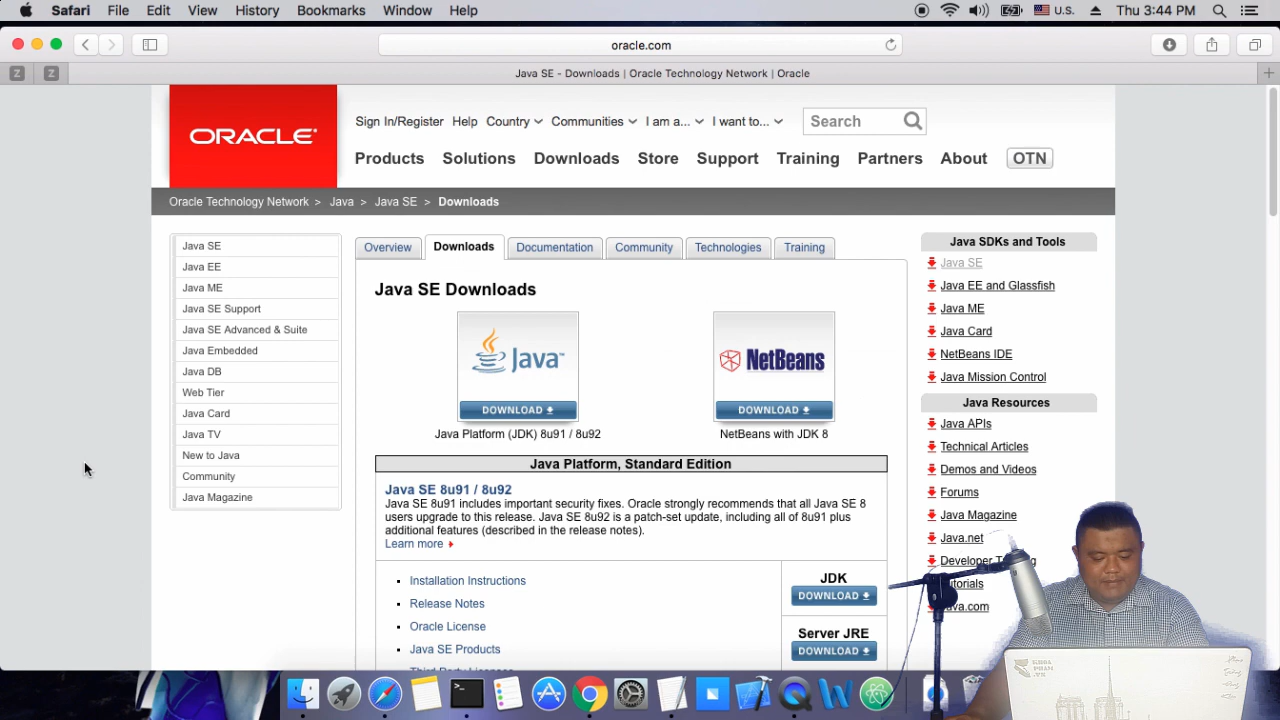 Safari File Edit View History Bookmarks Window Help
U.S. Thu 3:44 PM
oracle.com
Z Z Java SE - Downloads | Oracle Technology Network | Oracle
ORACLE
Sign In/Register Help Country Communities I am a... I want to... Search
Products Solutions Downloads Store Support Training Partners About OTN
Oracle Technology Network > Java > Java SE > Downloads
Java SE
Java EE
Java ME
Java SE Support
Java SE Advanced & Suite
Java Embedded
Java DB
Web Tier
Java Card
Java TV
New to Java
Community
Java Magazine
Overview Downloads Documentation Community Technologies Training
Java SE Downloads
Java™
DOWNLOAD
Java Platform (JDK) 8u91 / 8u92
NetBeans
DOWNLOAD
NetBeans with JDK 8
Java Platform, Standard Edition
Java SE 8u91 / 8u92
Java SE 8u91 includes important security fixes. Oracle strongly recommends that all Java SE 8
users upgrade to this release. Java SE 8u92 is a patch-set update, including all of 8u91 plus
additional features (described in the release notes).
Learn more
Installation Instructions
Release Notes
Oracle License
Java SE Products
Third Party Licenses
JDK
DOWNLOAD
Server JRE
DOWNLOAD
Java SDKs and Tools
Java SE
Java EE and Glassfish
Java ME
Java Card
NetBeans IDE
Java Mission Control
Java Resources
Java APIs
Technical Articles
Demos and Videos
Forums
Java Magazine
Java.net
Developer